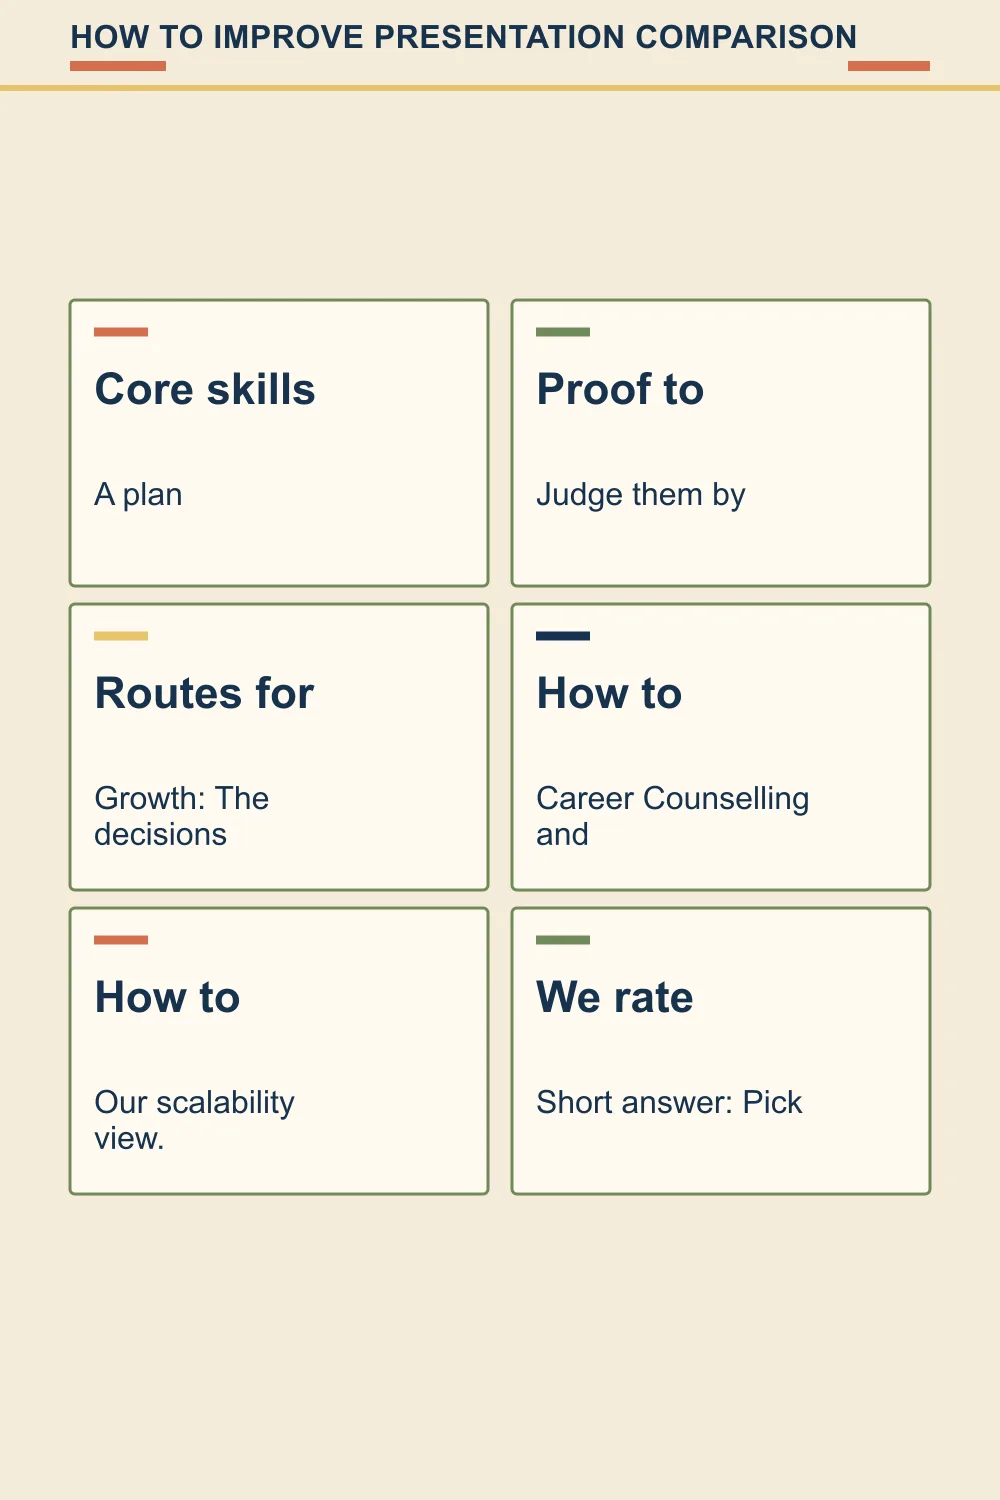 HOW TO IMPROVE PRESENTATION COMPARISON
Core skills
A plan
Proof to
Judge them by
Routes for
Growth: The
decisions
How to
Career Counselling
and
How to
Our scalability
view.
We rate
Short answer: Pick